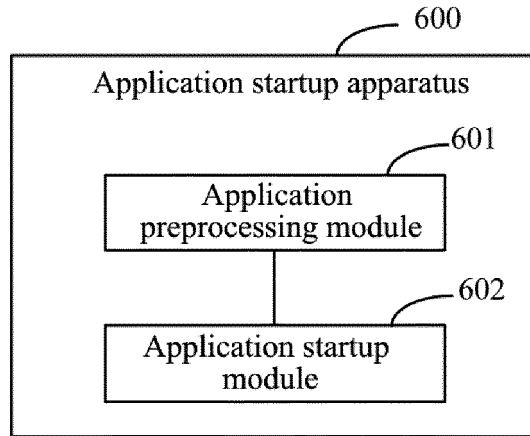 600
Application startup apparatus
601
Application
preprocessing module
602
Application startup
module